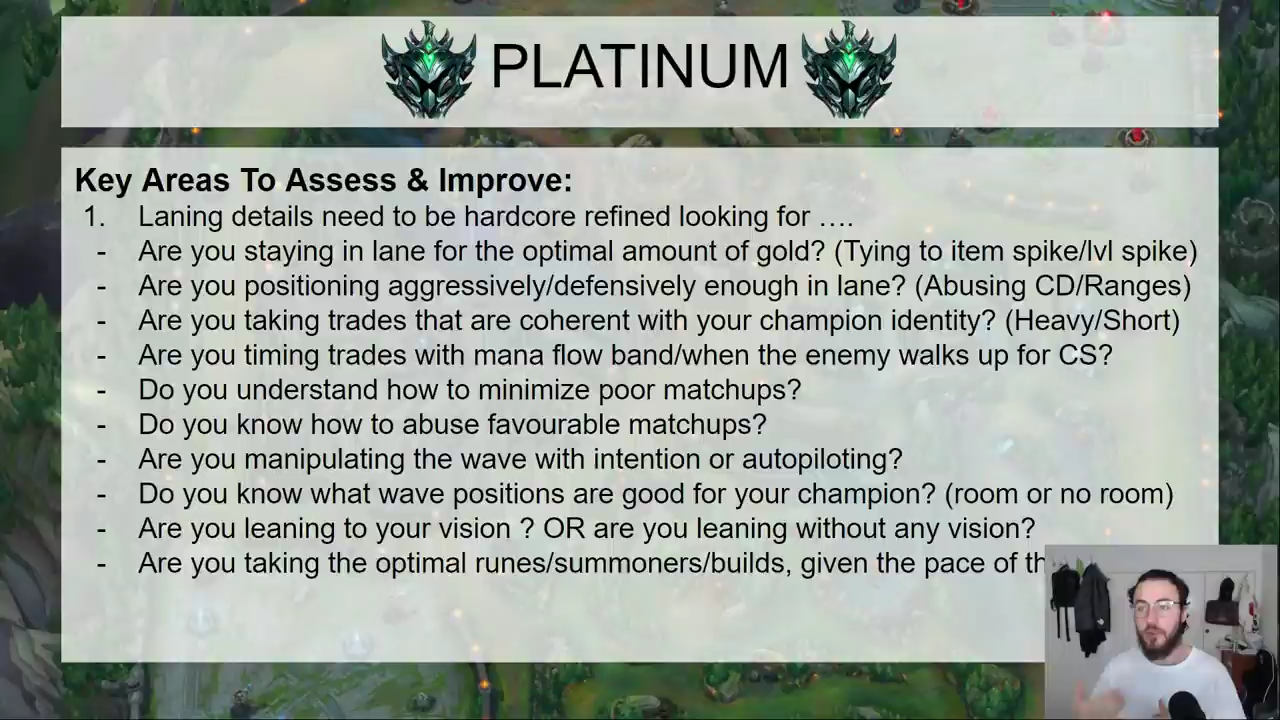 PLATINUM
Key Areas To Assess & Improve:
1. Laning details need to be hardcore refined looking for ….
- Are you staying in lane for the optimal amount of gold? (Tying to item spike/lvl spike)
- Are you positioning aggressively/defensively enough in lane? (Abusing CD/Ranges)
- Are you taking trades that are coherent with your champion identity? (Heavy/Short)
- Are you timing trades with mana flow band/when the enemy walks up for CS?
- Do you understand how to minimize poor matchups?
- Do you know how to abuse favourable matchups?
- Are you manipulating the wave with intention or autopiloting?
- Do you know what wave positions are good for your champion? (room or no room)
- Are you leaning to your vision ? OR are you leaning without any vision?
- Are you taking the optimal runes/summoners/builds, given the pace of